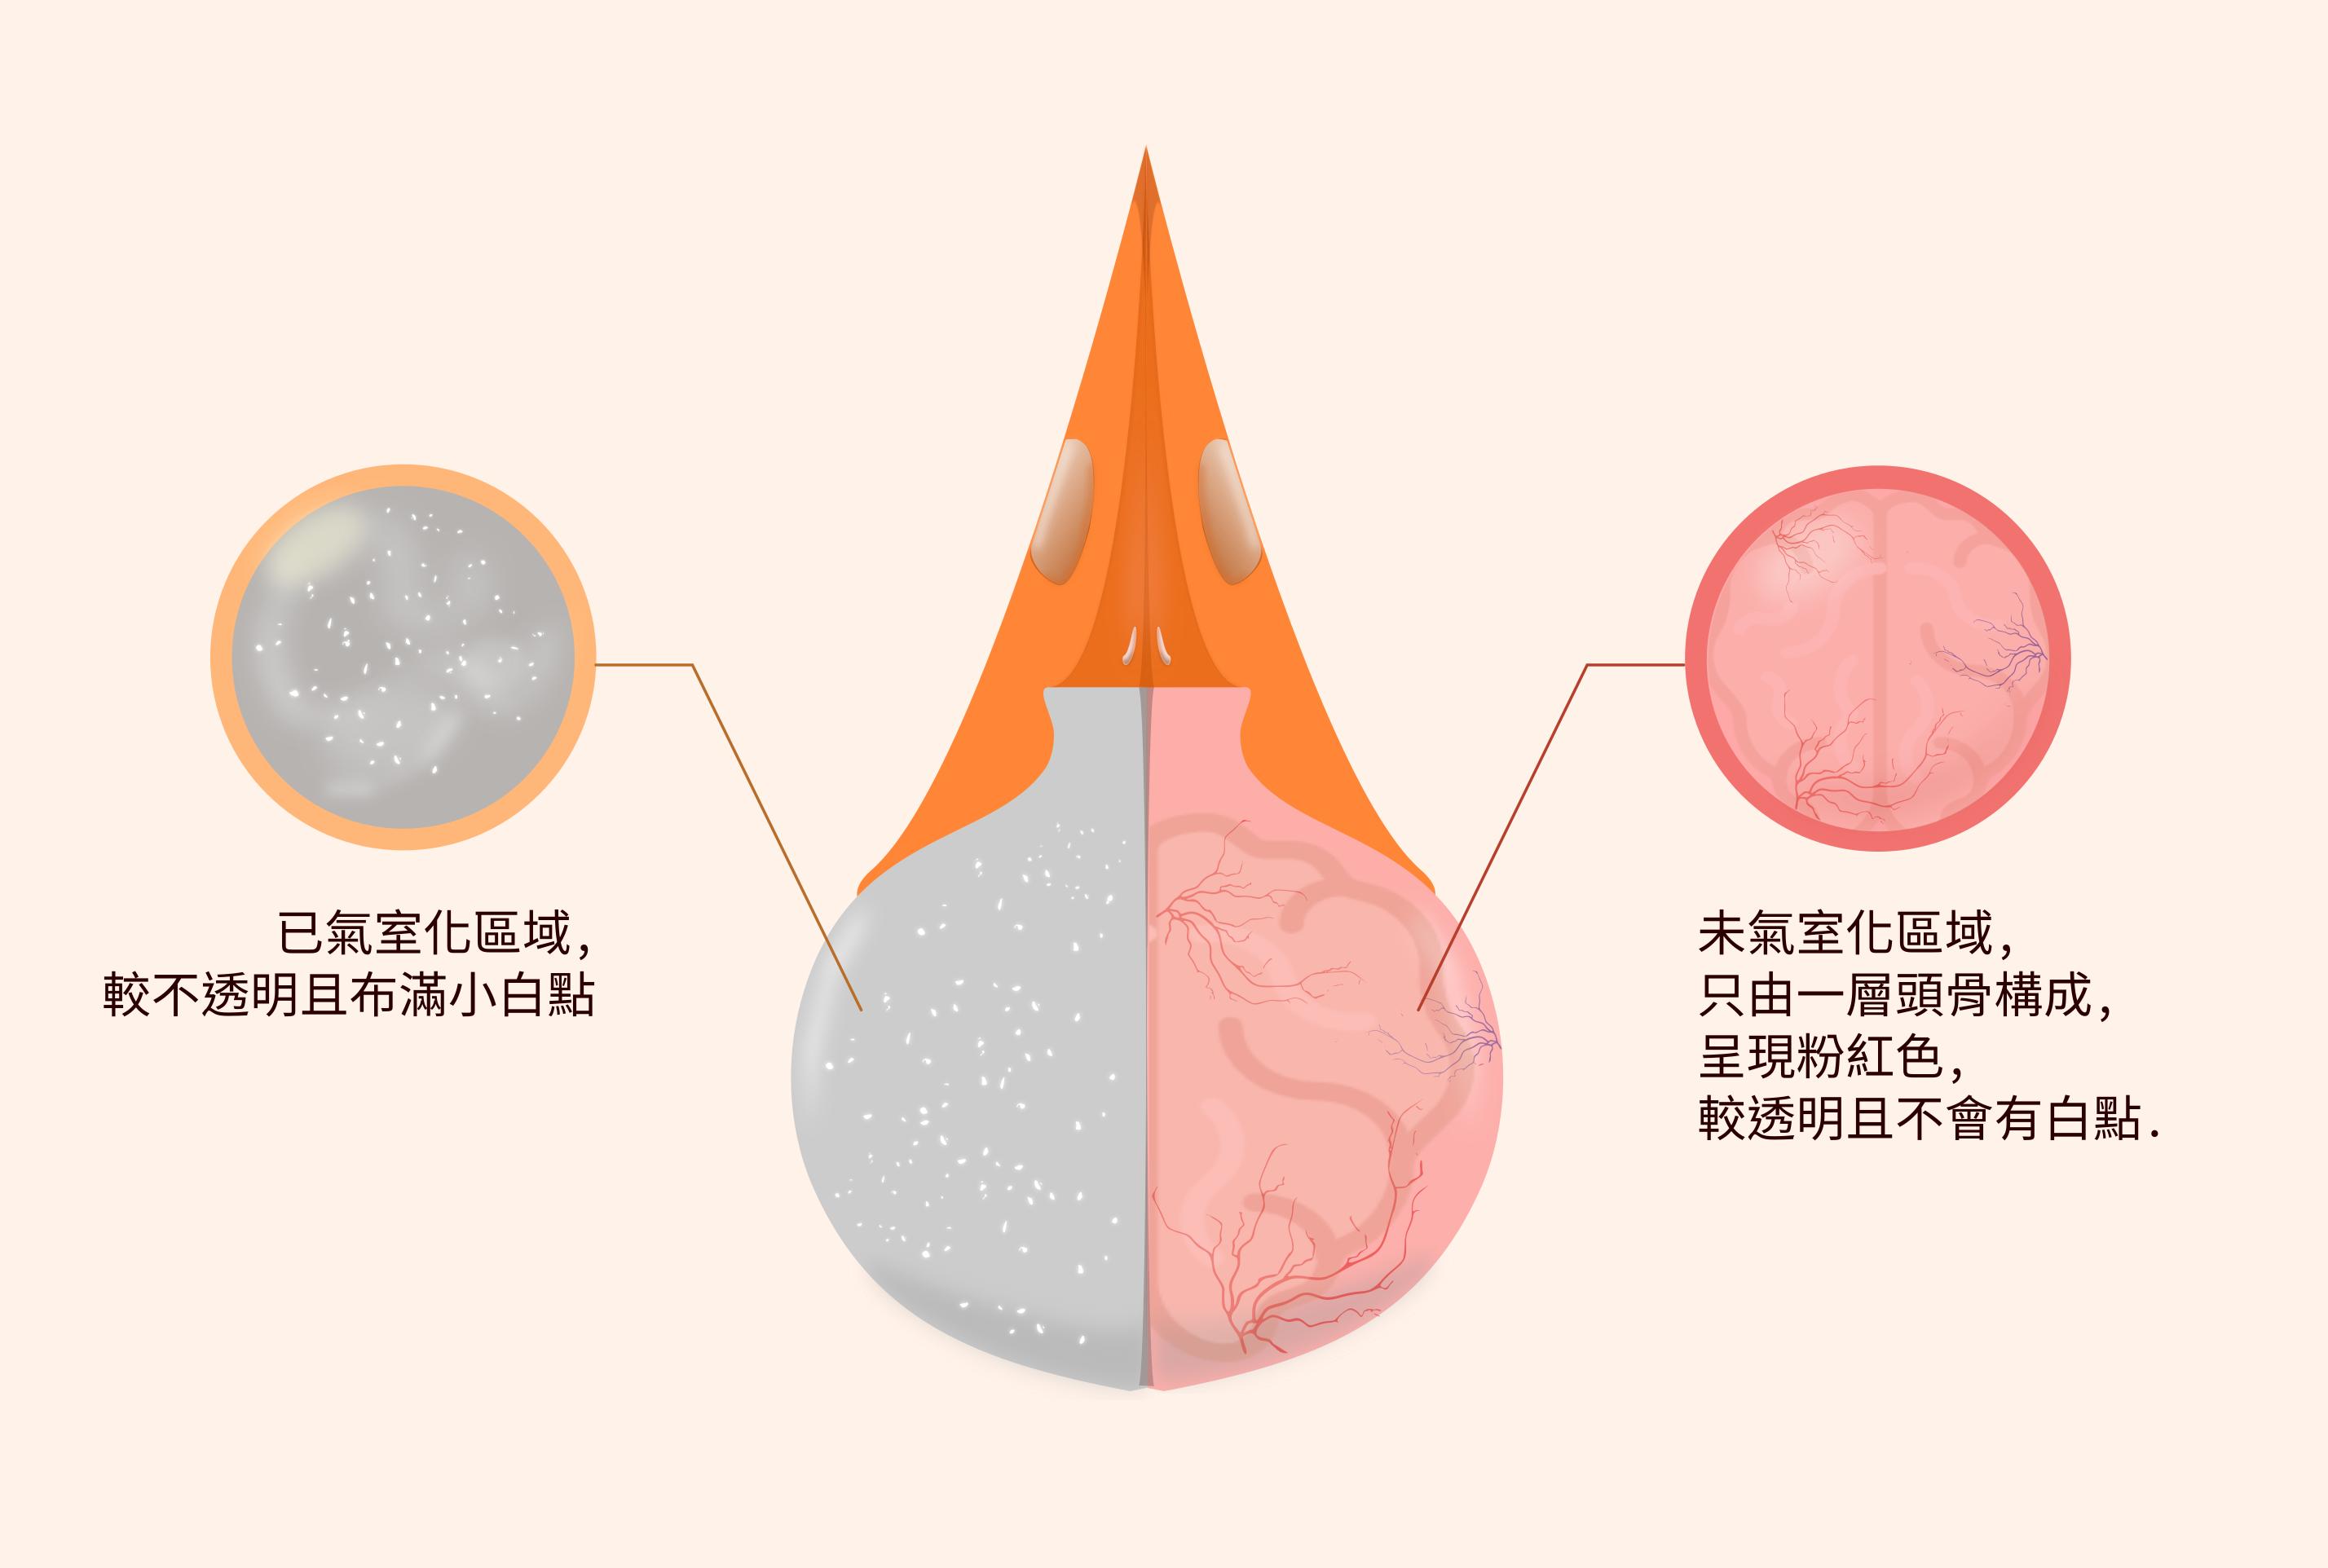 已氣室化區域,
較不透明且布滿小白點
未氣室化區域,
只由一層頭骨構成,
呈現粉紅色,
較透明且不會有白點.